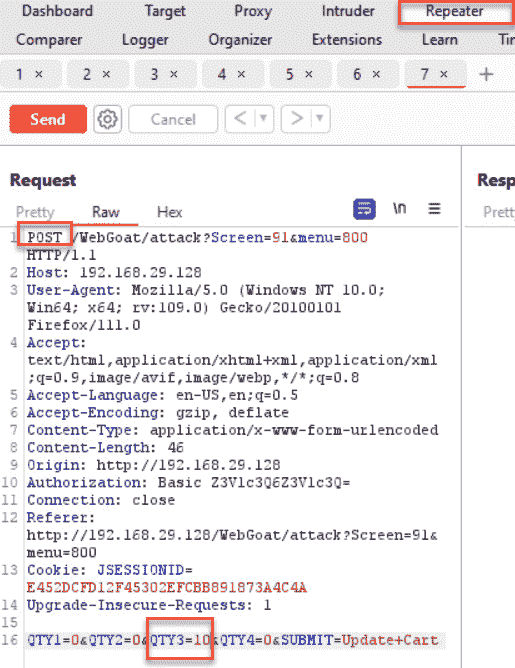 Dashboard Target Proxy Intruder Repeater
Comparer Logger Organizer Extensions Learn
1 × 2 × 3 × 4 × 5 × 6 × 7 × +
Send Cancel < >
Request
Pretty Raw Hex \n
1 POST /WebGoat/attack?Screen=91&menu=800
HTTP/1.1
2 Host: 192.168.29.128
3 User-Agent: Mozilla/5.0 (Windows NT 10.0;
Win64; x64; rv:109.0) Gecko/20100101
Firefox/111.0
4 Accept:
text/html,application/xhtml+xml,application/xml
;q=0.9,image/avif,image/webp,*/*;q=0.8
5 Accept-Language: en-US,en;q=0.5
6 Accept-Encoding: gzip, deflate
7 Content-Type: application/x-www-form-urlencoded
8 Content-Length: 46
9 Origin: http://192.168.29.128
10 Authorization: Basic Z3Vlc3Q6Z3Vlc3Q=
11 Connection: close
12 Referer:
http://192.168.29.128/WebGoat/attack?Screen=91&
menu=800
13 Cookie: JSESSIONID=
E452DCFD12F45302EFCBB891873A4C4A
14 Upgrade-Insecure-Requests: 1
15
16 QTY1=0&QTY2=0&QTY3=10&QTY4=0&SUBMIT=Update+Cart